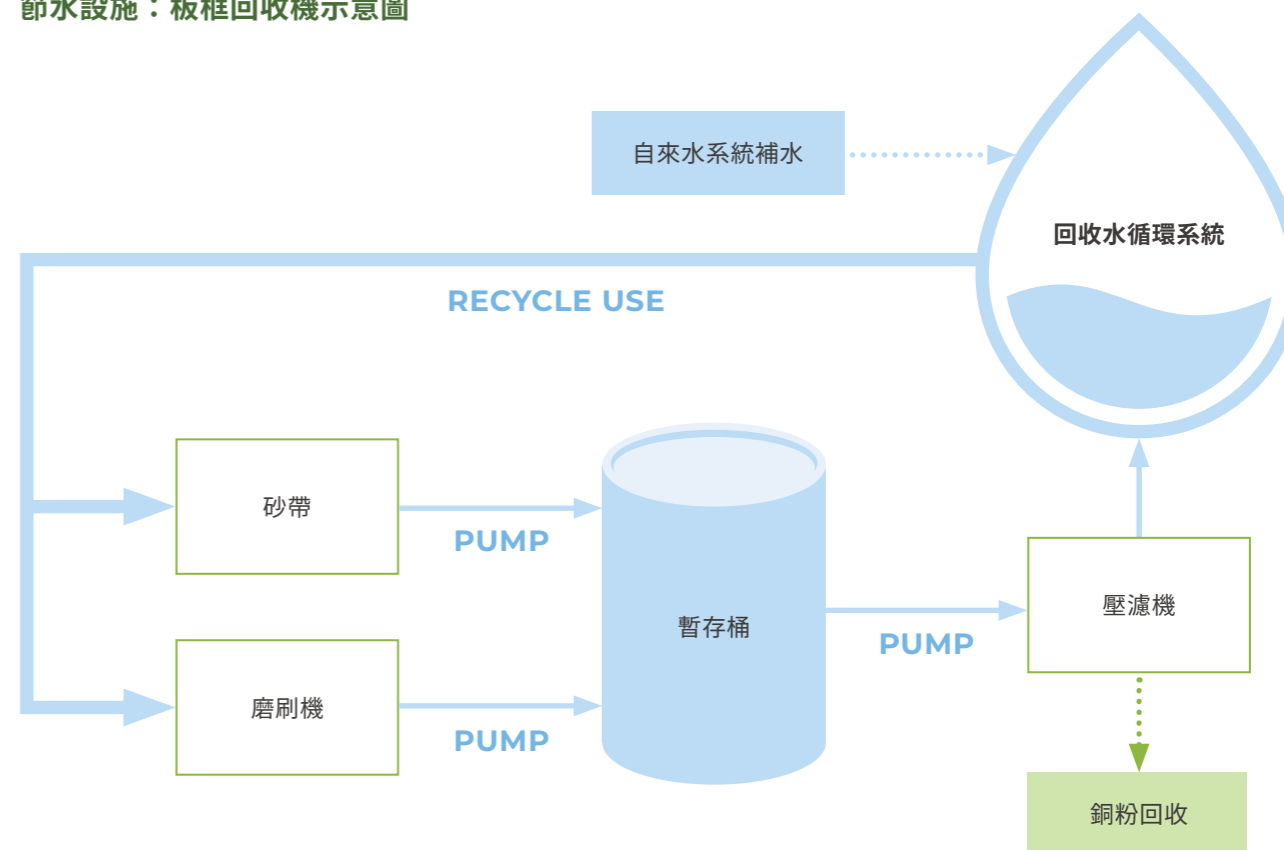 節水設施：板框回收機示意圖
自來水系統補水
回收水循環系統
RECYCLE USE
砂帶
PUMP
暫存桶
壓濾機
PUMP
磨刷機
PUMP
銅粉回收